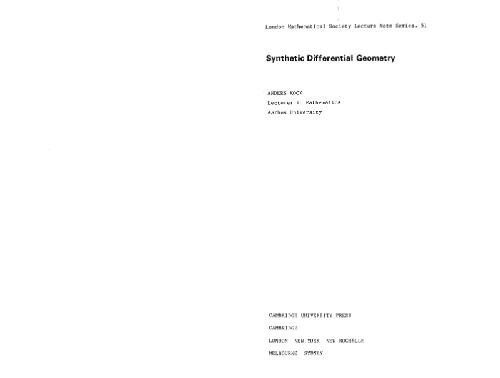 London Mathematical Society Lecture Note Series. 51
Synthetic Differential Geometry
ANDERS KOCK
Lecturer in Mathematics
Aarhus University
CAMBRIDGE UNIVERSITY PRESS
CAMBRIDGE
LONDON NEW YORK NEW ROCHELLE
MELBOURNE SYDNEY